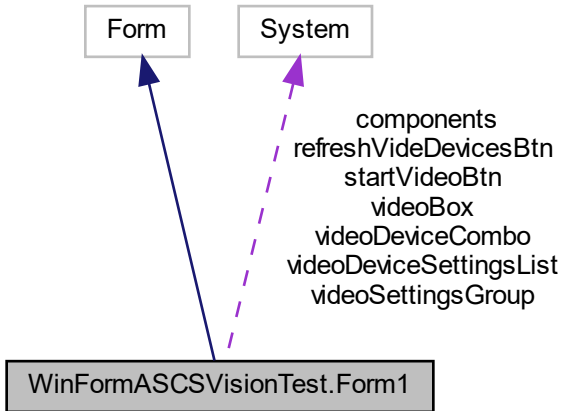 Form
System
components
refreshVideDevicesBtn
startVideoBtn
videoBox
videoDeviceCombo
videoDeviceSettingsList
videoSettingsGroup
WinFormASCSVisionTest.Form1